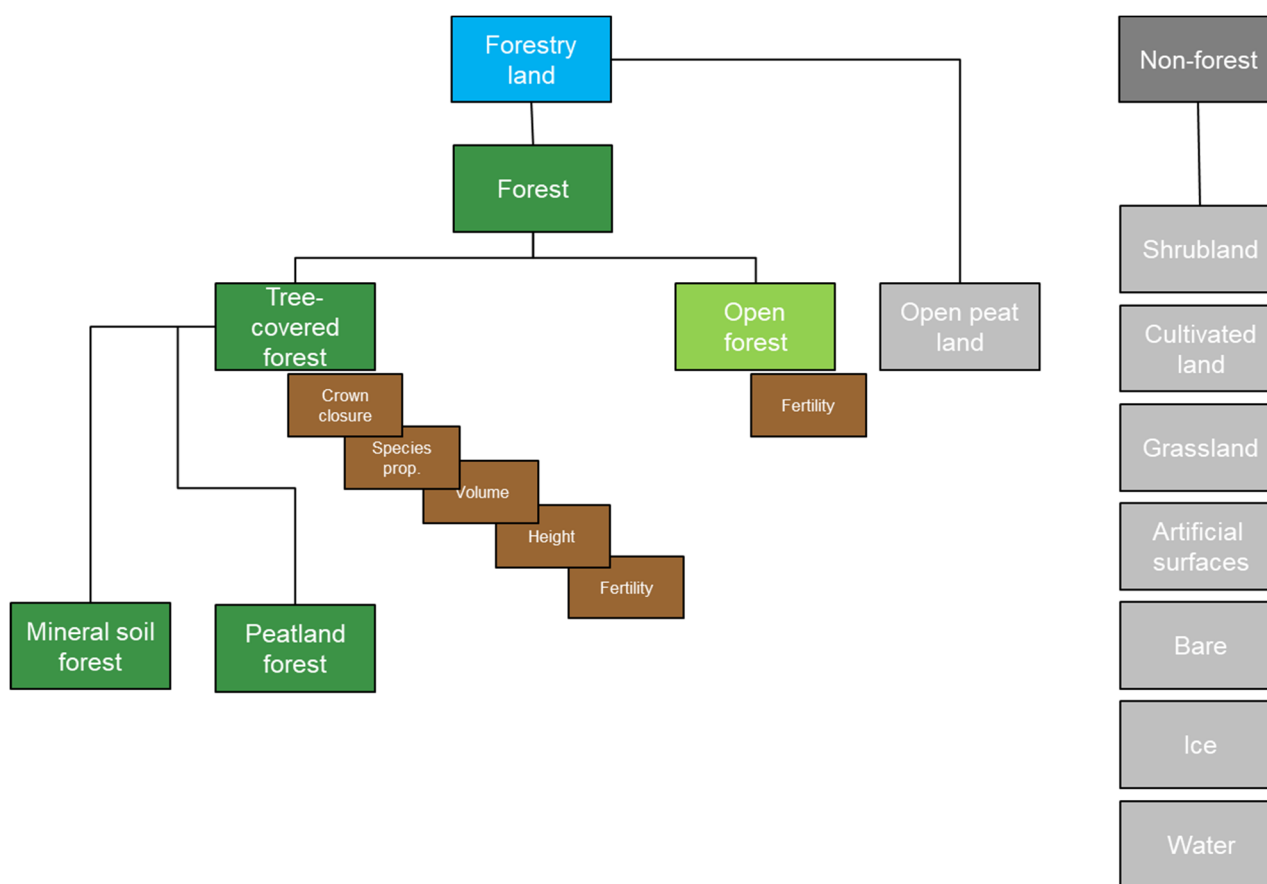 Forestry
land
Non-forest
Forest
Shrubland
Tree-
covered
forest
Open
forest
Open peat
land
Cultivated
land
Crown
closure
Fertility
Species
prop.
Grassland
Volume
Height
Artificial
surfaces
Fertility
Mineral soil
forest
Peatland
forest
Bare
Ice
Water